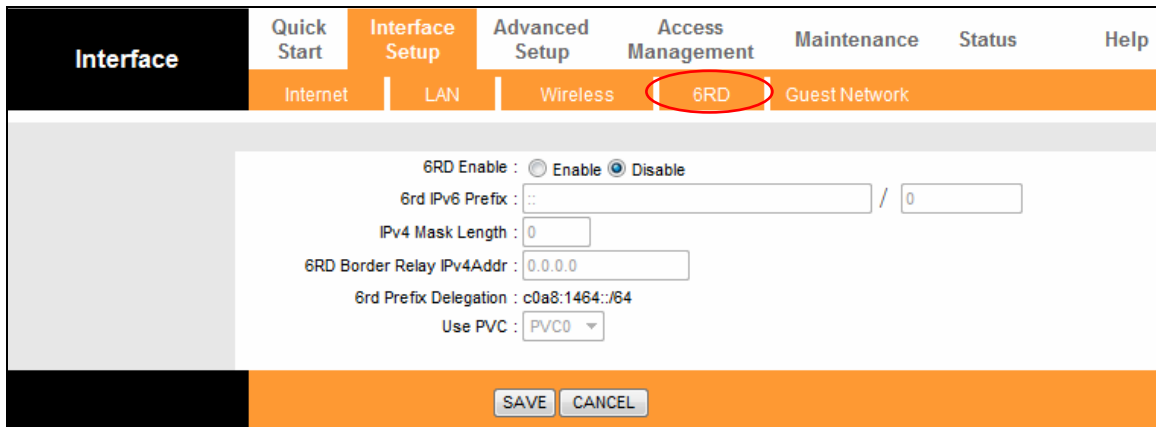 Interface
Quick Start
Interface Setup
Advanced Setup
Access Management
Maintenance
Status
Help
Internet
LAN
Wireless
6RD
Guest Network
6RD Enable : Enable Disable
6rd IPv6 Prefix : :: / 0
IPv4 Mask Length : 0
6RD Border Relay IPv4Addr : 0.0.0.0
6rd Prefix Delegation : c0a8:1464::/64
Use PVC : PVC0
SAVE CANCEL